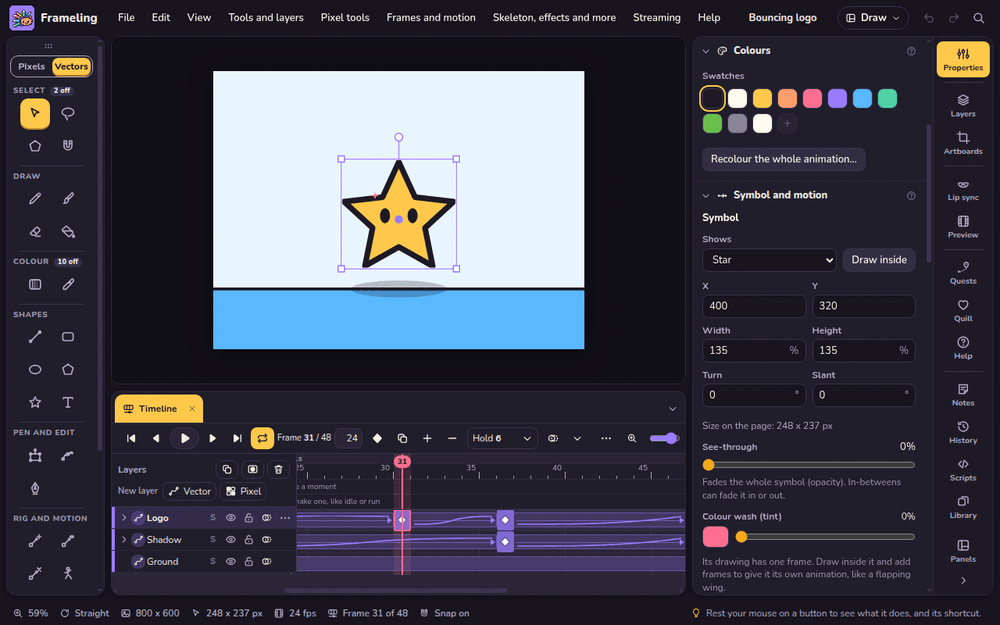 Frameling File Edit View Tools and layers Pixel tools Frames and motion Skeleton, effects and more Streaming Help Bouncing logo Draw
Pixels Vectors
SELECT 2 off
DRAW
COLOUR 10 off
SHAPES
PEN AND EDIT
RIG AND MOTION
Timeline
Frame 31 / 48 24 Hold 6
Layers
New layer Vector Pixel
25 30 31 35 40 45
e a moment
make one, like idle or run
Logo S
Shadow S
Ground S
Colours
Swatches
Recolour the whole animation...
Symbol and motion
Symbol
Shows
Star Draw inside
X Y
400 320
Width Height
135 % 135 %
Turn Slant
0 ° 0 °
Size on the page: 248 x 237 px
See-through 0%
Fades the whole symbol (opacity). In-betweens
can fade it in or out.
Colour wash (tint) 0%
Its drawing has one frame. Draw inside it and add
frames to give it its own animation, like a flapping
wing.
Properties
Layers
Artboards
Lip sync
Preview
Quests
Quill
Help
Notes
History
Scripts
Library
Panels
59% Straight 800 x 600 248 x 237 px 24 fps Frame 31 of 48 Snap on Rest your mouse on a button to see what it does, and its shortcut.